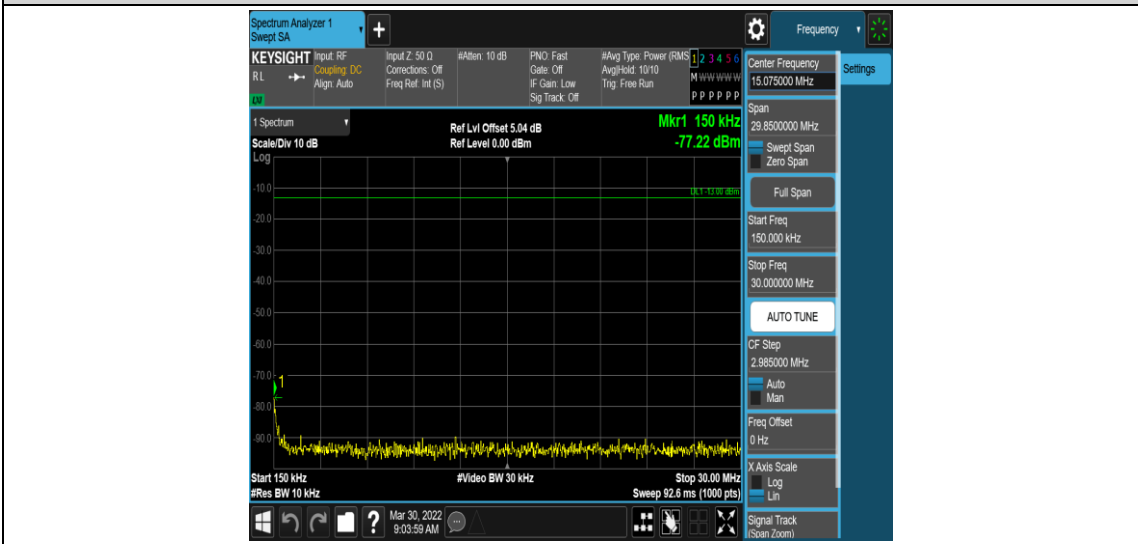 Spectrum Analyzer 1
Swept SA
+
Frequency
KEYSIGHT
RL
LXI
Input: RF
Coupling: DC
Align: Auto
Input Z: 50 Ω
Corrections: Off
Freq Ref: Int (S)
#Atten: 10 dB
PNO: Fast
Gate: Off
IF Gain: Low
Sig Track: Off
#Avg Type: Power (RMS
Avg|Hold: 10/10
Trig: Free Run
1 2 3 4 5 6
M W W W W W
P P P P P P
Center Frequency
15.075000 MHz
Settings
Span
29.8500000 MHz
Swept Span
Zero Span
Full Span
Start Freq
150.000 kHz
Stop Freq
30.000000 MHz
AUTO TUNE
CF Step
2.985000 MHz
Auto
Man
Freq Offset
0 Hz
X Axis Scale
Log
Lin
Signal Track
(Span Zoom)
1 Spectrum
Scale/Div 10 dB
Log
Ref Lvl Offset 5.04 dB
Ref Level 0.00 dBm
Mkr1 150 kHz
-77.22 dBm
DL1 -13.00 dBm
-10.0
-20.0
-30.0
-40.0
-50.0
-60.0
-70.0
1
-80.0
-90.0
Start 150 kHz
#Res BW 10 kHz
#Video BW 30 kHz
Stop 30.00 MHz
Sweep 92.6 ms (1000 pts)
?
Mar 30, 2022
9:03:59 AM